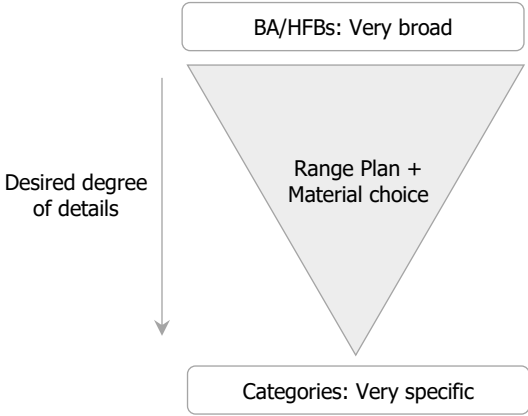 BA/HFBs: Very broad
Desired degree
of details
Range Plan +
Material choice
Categories: Very specific